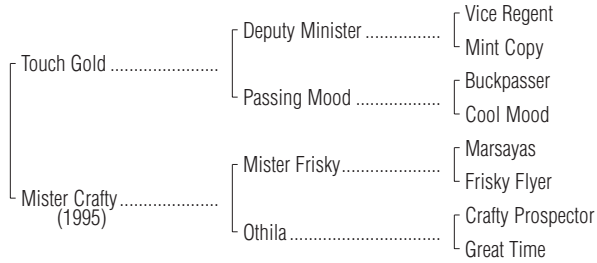 Touch Gold ......................
Deputy Minister ...............
Vice Regent
Mint Copy
Passing Mood .................
Buckpasser
Cool Mood
Mister Crafty....................
(1995)
Mister Frisky....................
Marsayas
Frisky Flyer
Othila ..............................
Crafty Prospector
Great Time